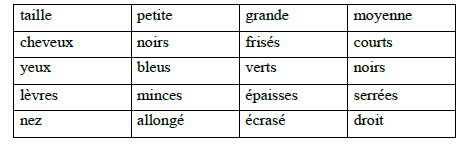 taille petite grande moyenne
cheveux noirs frisés courts
yeux bleus verts noirs
lèvres minces épaisses serrées
nez allongé écrasé droit